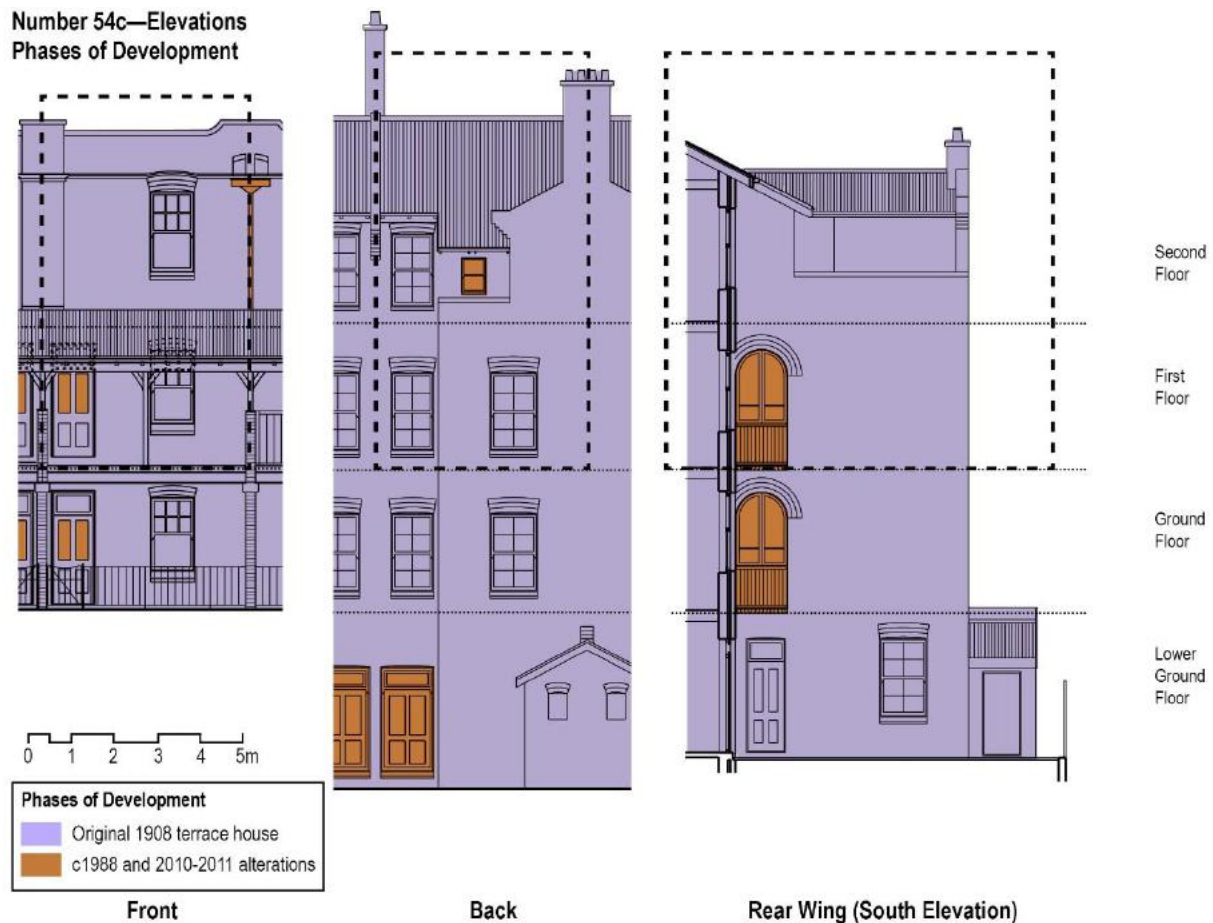 Number 54c—Elevations
Phases of Development
Second
Floor
First
Floor
Ground
Floor
Lower
Ground
Floor
0 1 2 3 4 5m
Phases of Development
Original 1908 terrace house
c1988 and 2010-2011 alterations
Front
Back
Rear Wing (South Elevation)